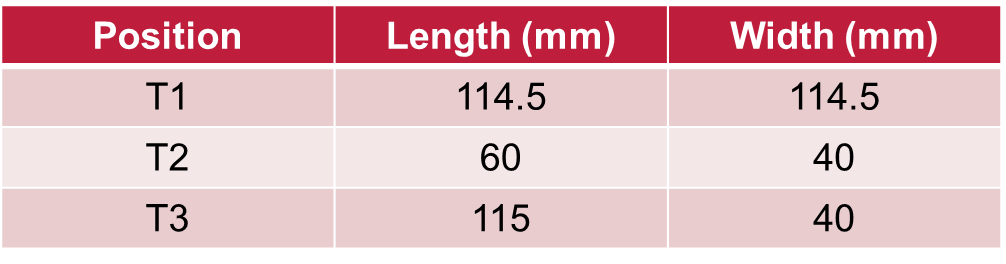 Position Length (mm) Width (mm)
T1 114.5 114.5
T2 60 40
T3 115 40